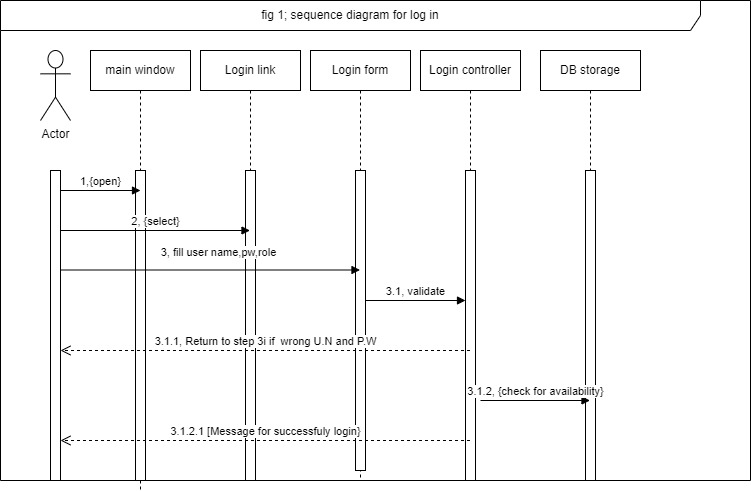 fig 1; sequence diagram for log in
main window
Login link
Login form
Login controller
DB storage
Actor
1,{open}
2, {select}
3, fill user name,pw,role
3.1, validate
3.1.1, Return to step 3i if wrong U.N and P.W
3.1.2, {check for availability}
3.1.2.1 [Message for successfuly login}